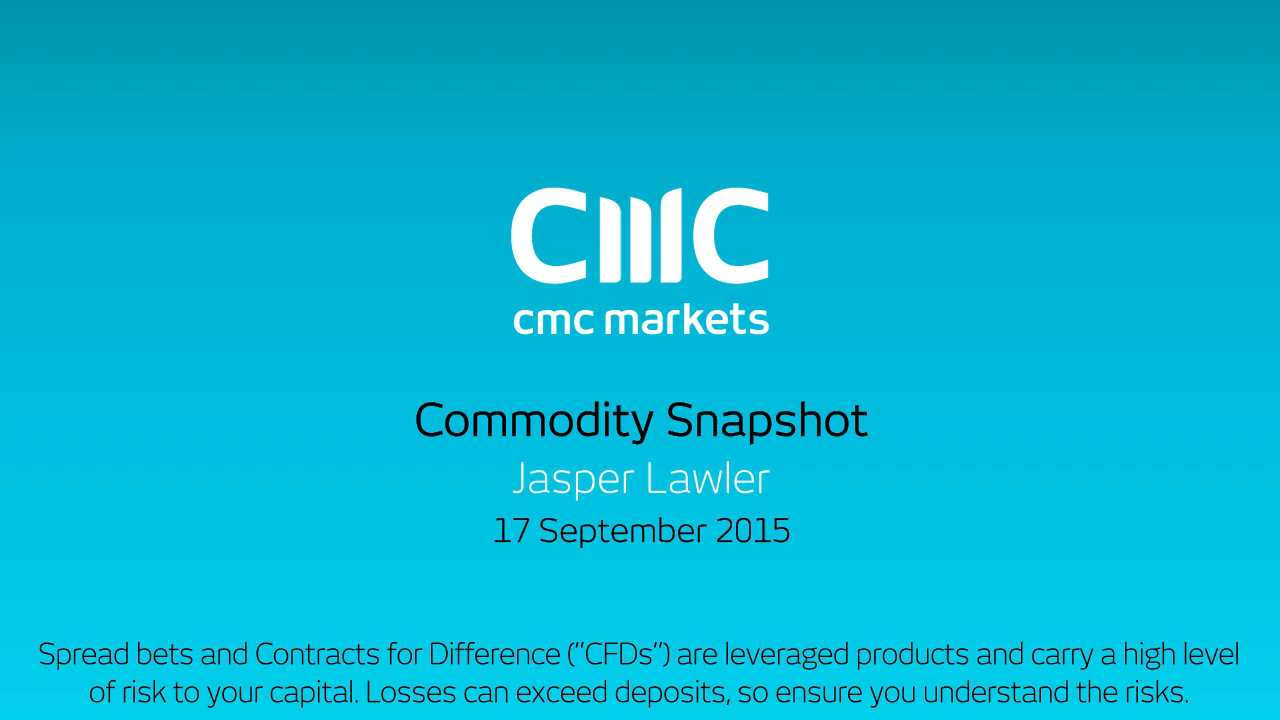 CMC
cmc markets
Commodity Snapshot
Jasper Lawler
17 September 2015
Spread bets and Contracts for Difference (“CFDs”) are leveraged products and carry a high level
of risk to your capital. Losses can exceed deposits, so ensure you understand the risks.